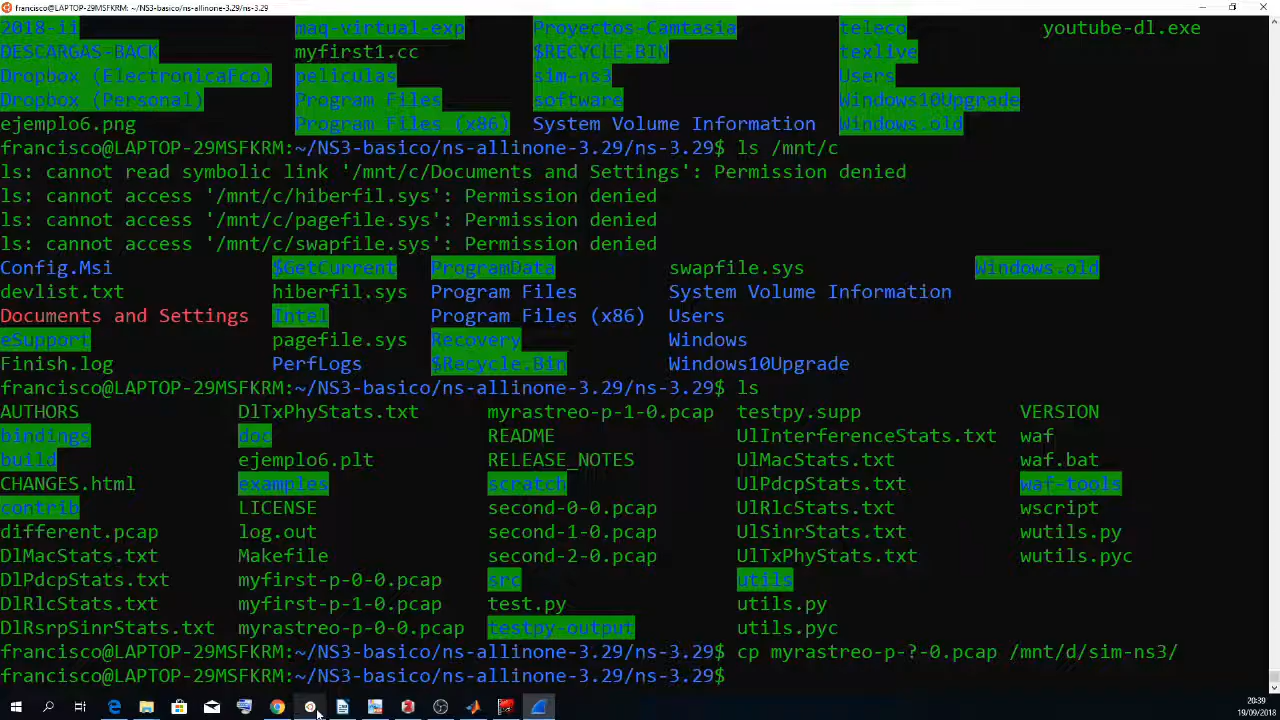 francisco@LAPTOP-29MSFKRM: ~/NS3-basico/ns-allinone-3.29/ns-3.29
2018-ii maq-virtual-exp Proyectos-Camtasia teleco youtube-dl.exe
DESCARGAS-BACK myfirst1.cc $RECYCLE.BIN texlive
Dropbox (ElectronicaFco) peliculas sim-ns3 Users
Dropbox (Personal) Program Files software Windows10Upgrade
ejemplo6.png Program Files (x86) System Volume Information Windows.old
francisco@LAPTOP-29MSFKRM:~/NS3-basico/ns-allinone-3.29/ns-3.29$ ls /mnt/c
ls: cannot read symbolic link '/mnt/c/Documents and Settings': Permission denied
ls: cannot access '/mnt/c/hiberfil.sys': Permission denied
ls: cannot access '/mnt/c/pagefile.sys': Permission denied
ls: cannot access '/mnt/c/swapfile.sys': Permission denied
Config.Msi $GetCurrent ProgramData swapfile.sys Windows.old
devlist.txt hiberfil.sys Program Files System Volume Information
Documents and Settings Intel Program Files (x86) Users
eSupport pagefile.sys Recovery Windows
Finish.log PerfLogs $Recycle.Bin Windows10Upgrade
francisco@LAPTOP-29MSFKRM:~/NS3-basico/ns-allinone-3.29/ns-3.29$ ls
AUTHORS DlTxPhyStats.txt myrastreo-p-1-0.pcap testpy.supp VERSION
bindings doc README UlInterferenceStats.txt waf
build ejemplo6.plt RELEASE_NOTES UlMacStats.txt waf.bat
CHANGES.html examples scratch UlPdcpStats.txt waf-tools
contrib LICENSE second-0-0.pcap UlRlcStats.txt wscript
different.pcap log.out second-1-0.pcap UlSinrStats.txt wutils.py
DlMacStats.txt Makefile second-2-0.pcap UlTxPhyStats.txt wutils.pyc
DlPdcpStats.txt myfirst-p-0-0.pcap src utils
DlRlcStats.txt myfirst-p-1-0.pcap test.py utils.py
DlRsrpSinrStats.txt myrastreo-p-0-0.pcap testpy-output utils.pyc
francisco@LAPTOP-29MSFKRM:~/NS3-basico/ns-allinone-3.29/ns-3.29$ cp myrastreo-p-?-0.pcap /mnt/d/sim-ns3/
francisco@LAPTOP-29MSFKRM:~/NS3-basico/ns-allinone-3.29/ns-3.29$
20:39
19/09/2018